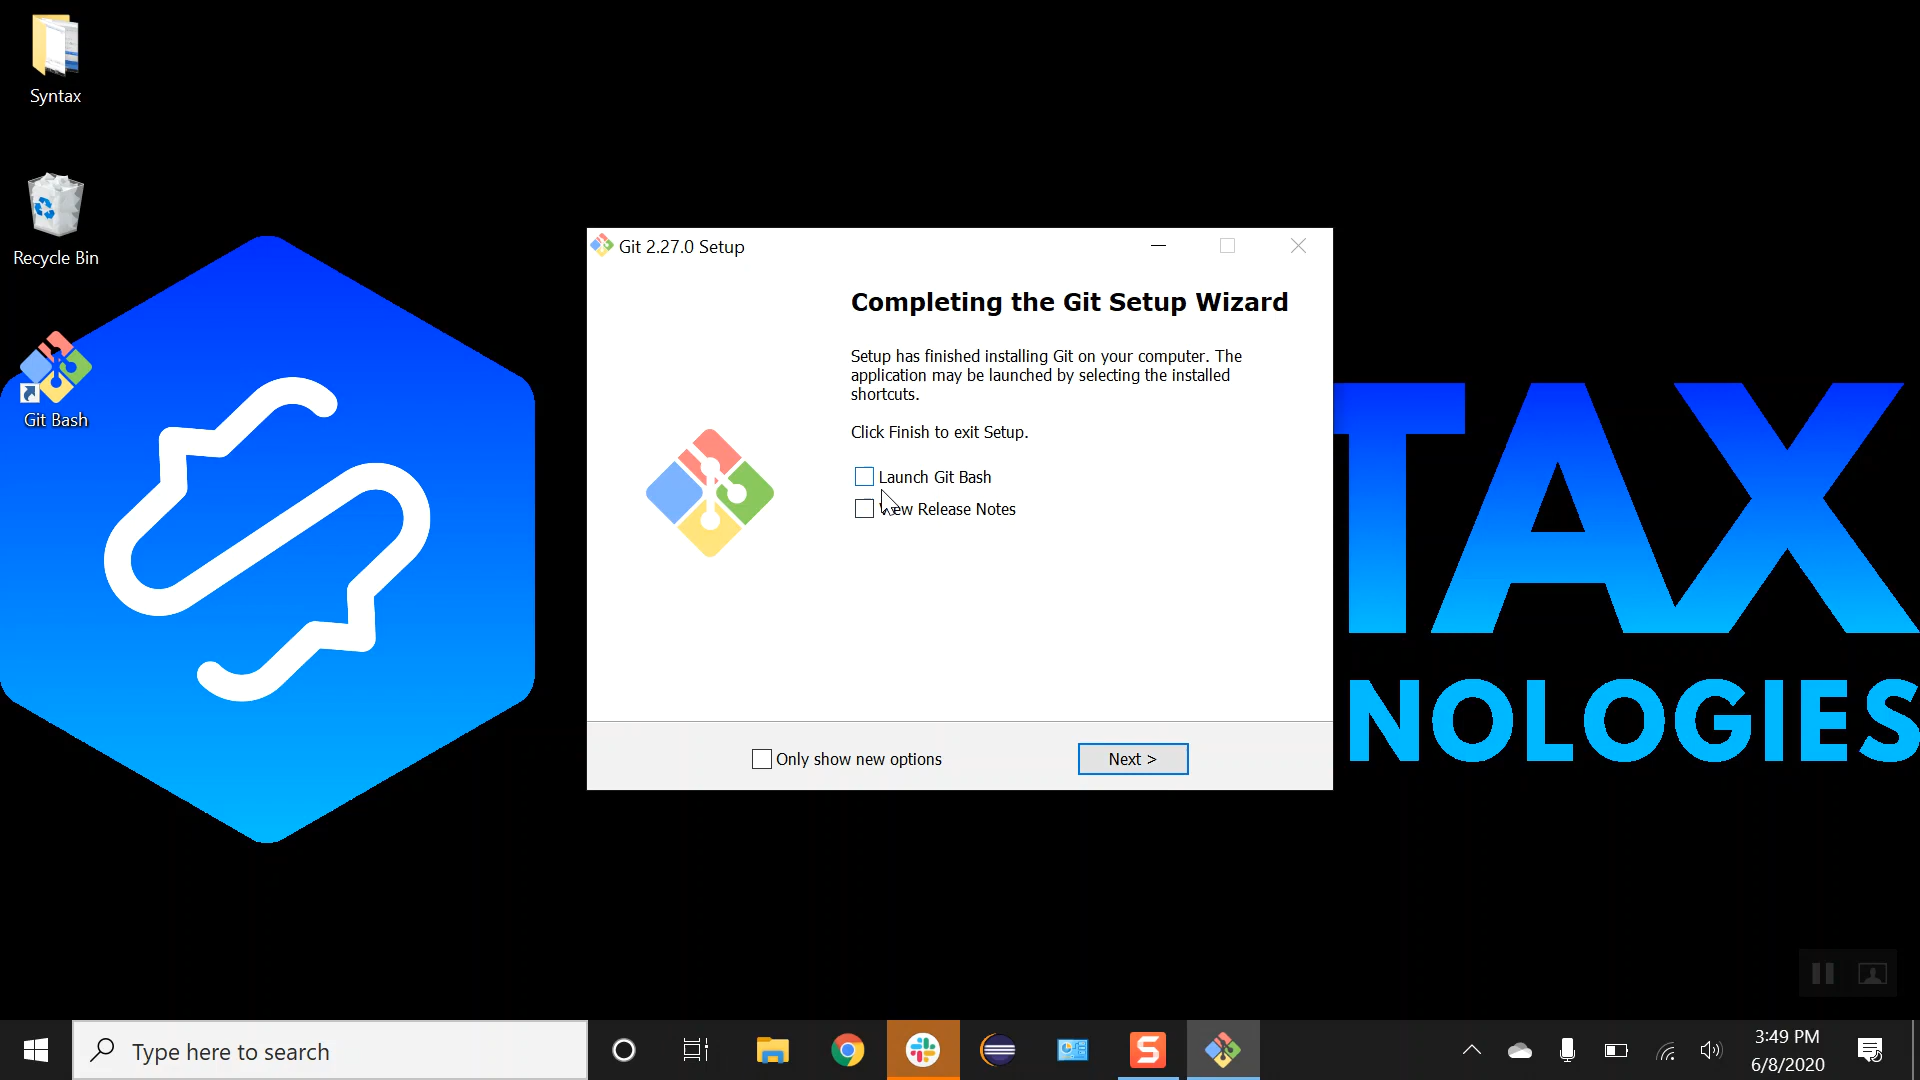 Syntax
Recycle Bin
Git Bash
Git 2.27.0 Setup
Completing the Git Setup Wizard
Setup has finished installing Git on your computer. The
application may be launched by selecting the installed
shortcuts.
Click Finish to exit Setup.
Launch Git Bash
View Release Notes
Only show new options
Next >
TAX
NOLOGIES
Type here to search
S
3:49 PM
6/8/2020